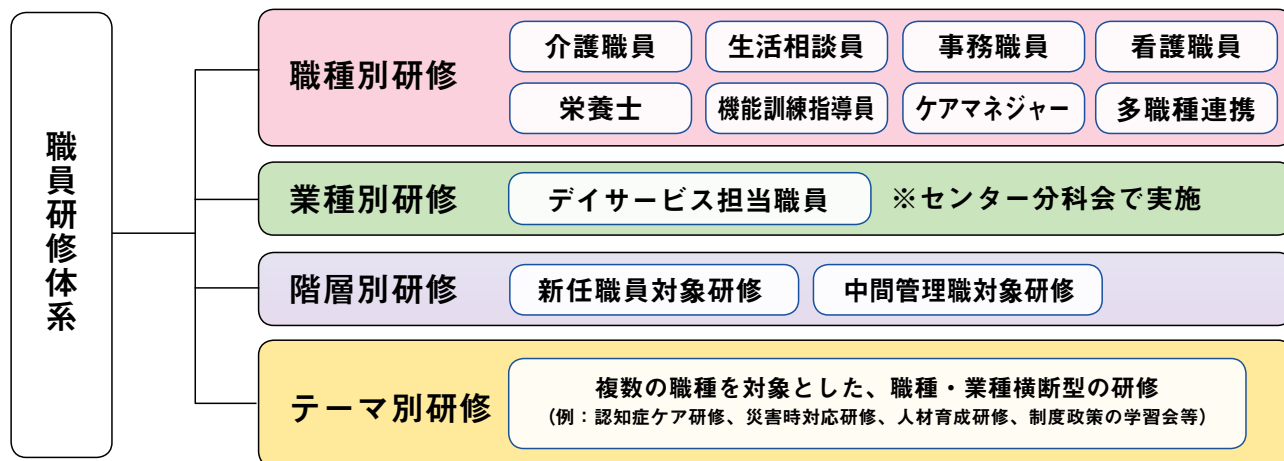 職員研修体系
職種別研修
介護職員
生活相談員
事務職員
看護職員
栄養士
機能訓練指導員
ケアマネジャー
多職種連携
業種別研修
デイサービス担当職員
※センター分科会で実施
階層別研修
新任職員対象研修
中間管理職対象研修
テーマ別研修
複数の職種を対象とした、職種・業種横断型の研修
(例：認知症ケア研修、災害時対応研修、人材育成研修、制度政策の学習会等)